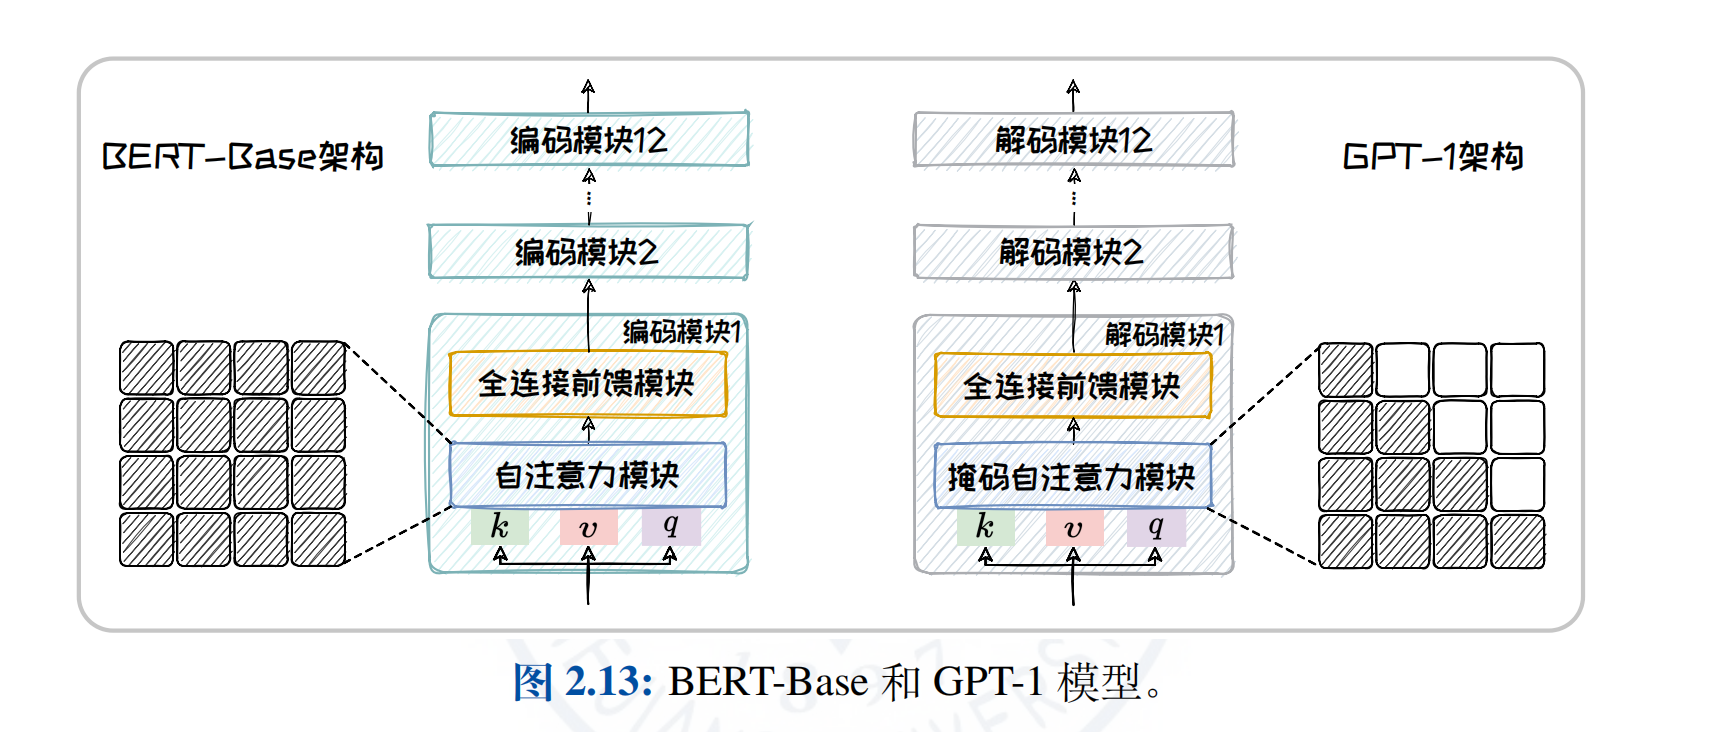 BERT-Base架构
编码模块12
...
编码模块2
编码模块1
全连接前馈模块
自注意力模块
k v q
GPT-1架构
解码模块12
...
解码模块2
解码模块1
全连接前馈模块
掩码自注意力模块
k v q
图 2.13: BERT-Base 和 GPT-1 模型。